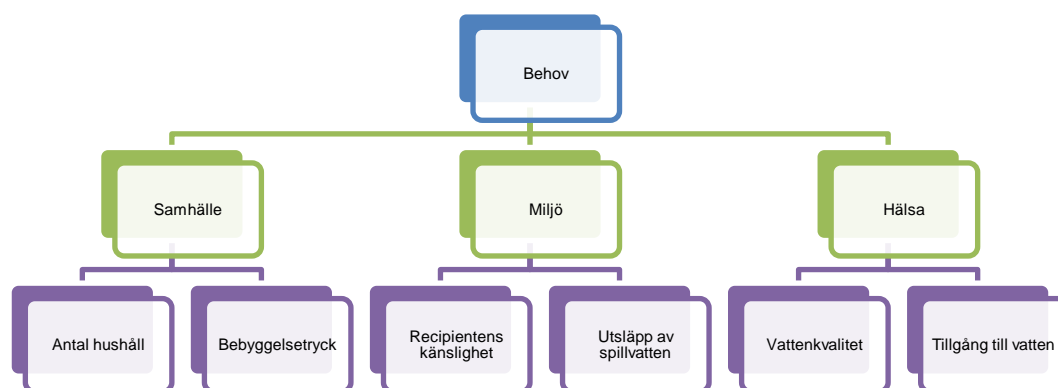 Behov
Samhälle
Miljö
Hälsa
Antal hushåll
Bebyggelsetryck
Recipientens
känslighet
Utsläpp av
spillvatten
Vattenkvalitet
Tillgång till vatten